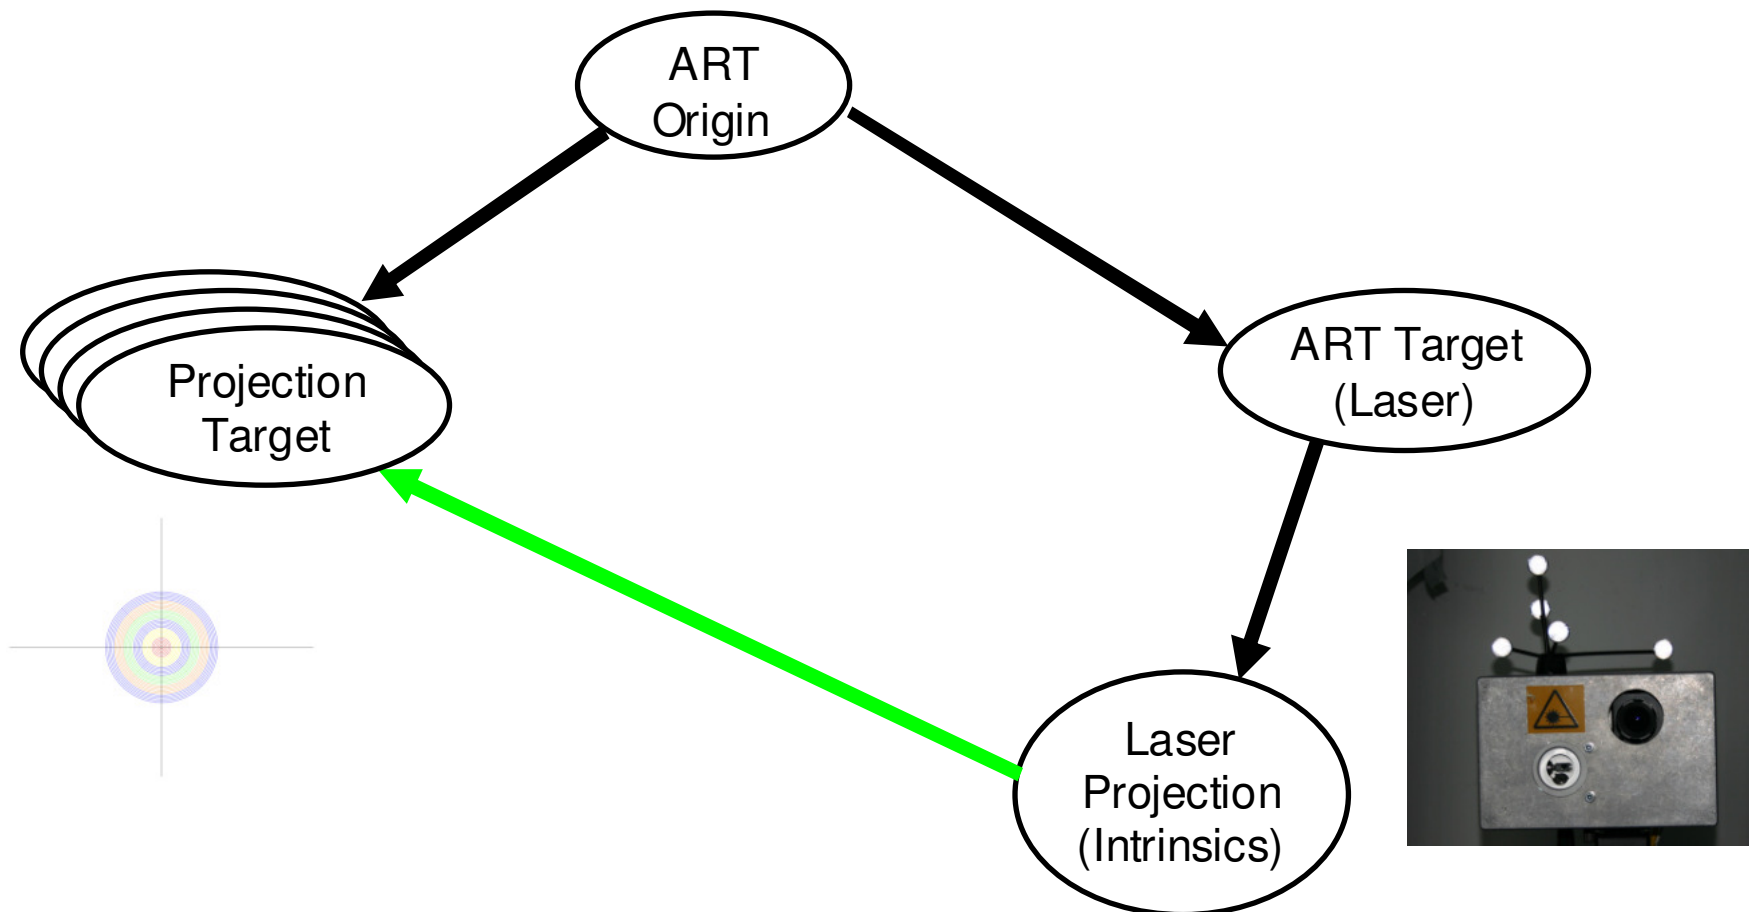 ART
Origin
Projection
Target
ART Target
(Laser)
Laser
Projection
(Intrinsics)